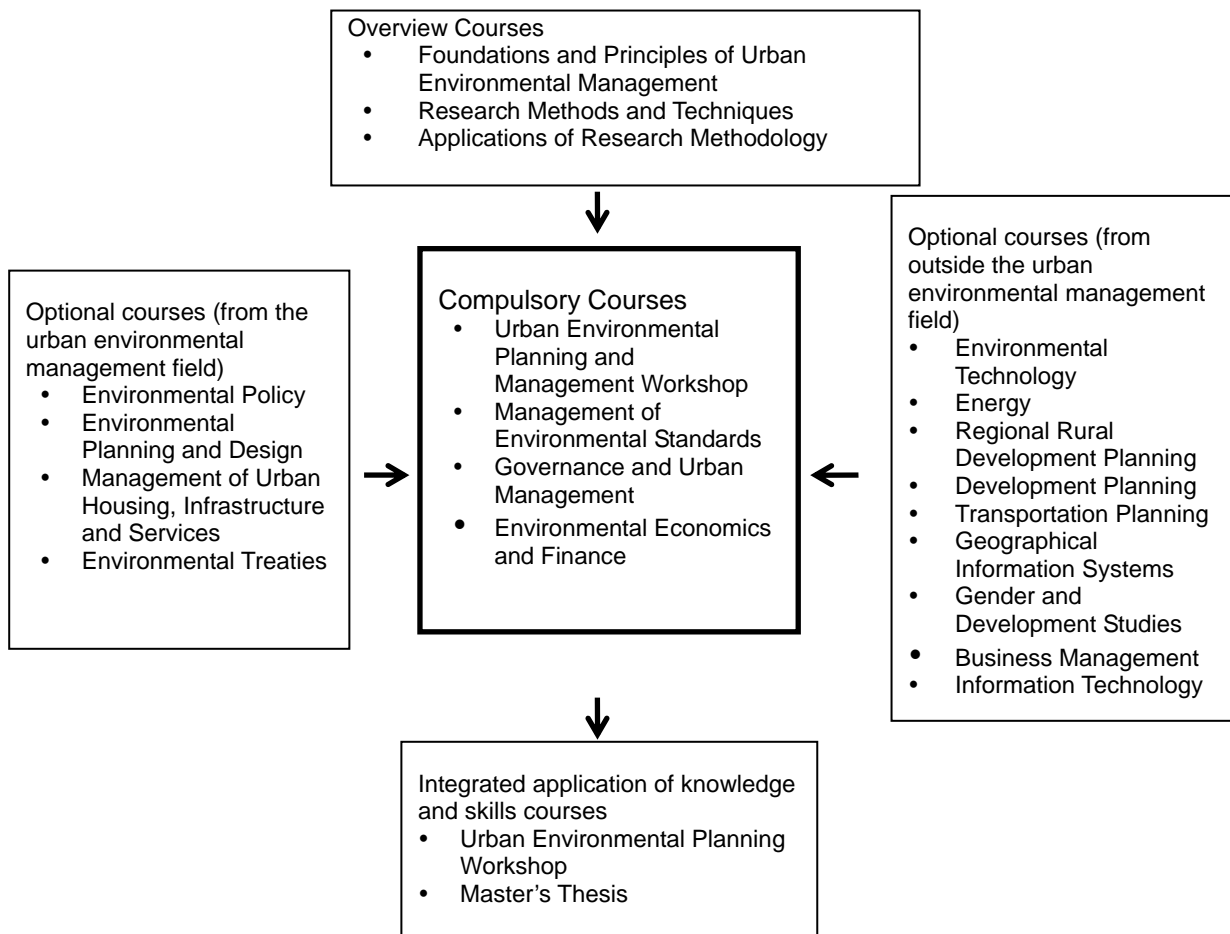 Overview Courses
• Foundations and Principles of Urban
Environmental Management
• Research Methods and Techniques
• Applications of Research Methodology
Optional courses (from the
urban environmental
management field)
• Environmental Policy
• Environmental
Planning and Design
• Management of Urban
Housing, Infrastructure
and Services
• Environmental Treaties
Compulsory Courses
• Urban Environmental
Planning and
Management Workshop
• Management of
Environmental Standards
• Governance and Urban
Management
• Environmental Economics
and Finance
Optional courses (from
outside the urban
environmental management
field)
• Environmental
Technology
• Energy
• Regional Rural
Development Planning
• Development Planning
• Transportation Planning
• Geographical
Information Systems
• Gender and
Development Studies
• Business Management
• Information Technology
Integrated application of knowledge
and skills courses
• Urban Environmental Planning
Workshop
• Master’s Thesis